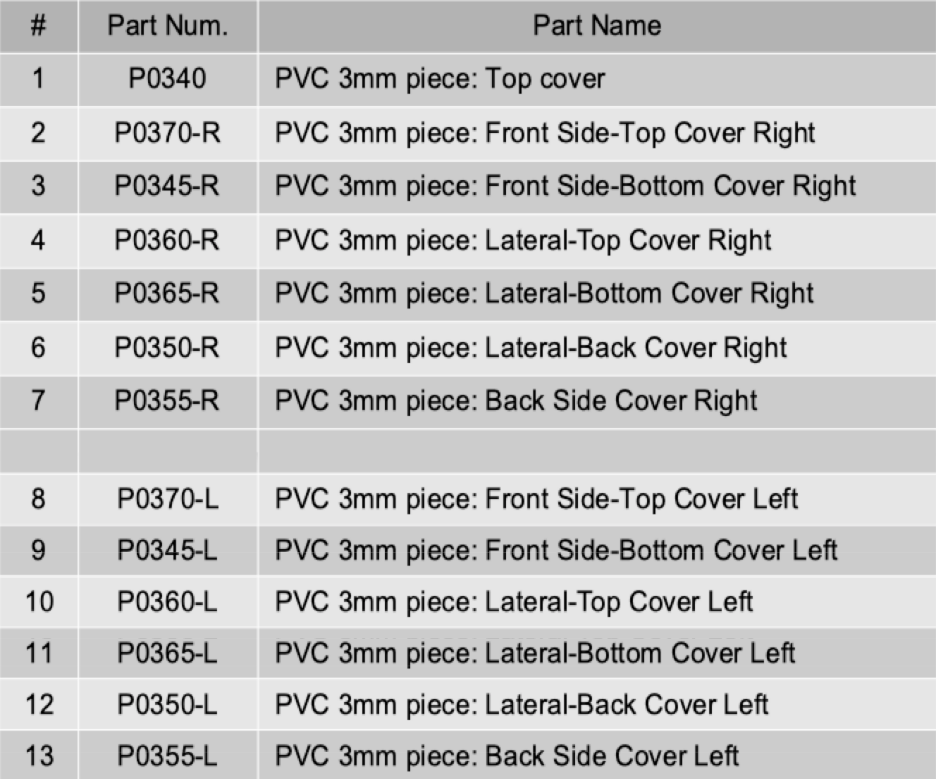 # Part Num. Part Name
1 P0340 PVC 3mm piece: Top cover
2 P0370-R PVC 3mm piece: Front Side-Top Cover Right
3 P0345-R PVC 3mm piece: Front Side-Bottom Cover Right
4 P0360-R PVC 3mm piece: Lateral-Top Cover Right
5 P0365-R PVC 3mm piece: Lateral-Bottom Cover Right
6 P0350-R PVC 3mm piece: Lateral-Back Cover Right
7 P0355-R PVC 3mm piece: Back Side Cover Right
8 P0370-L PVC 3mm piece: Front Side-Top Cover Left
9 P0345-L PVC 3mm piece: Front Side-Bottom Cover Left
10 P0360-L PVC 3mm piece: Lateral-Top Cover Left
11 P0365-L PVC 3mm piece: Lateral-Bottom Cover Left
12 P0350-L PVC 3mm piece: Lateral-Back Cover Left
13 P0355-L PVC 3mm piece: Back Side Cover Left